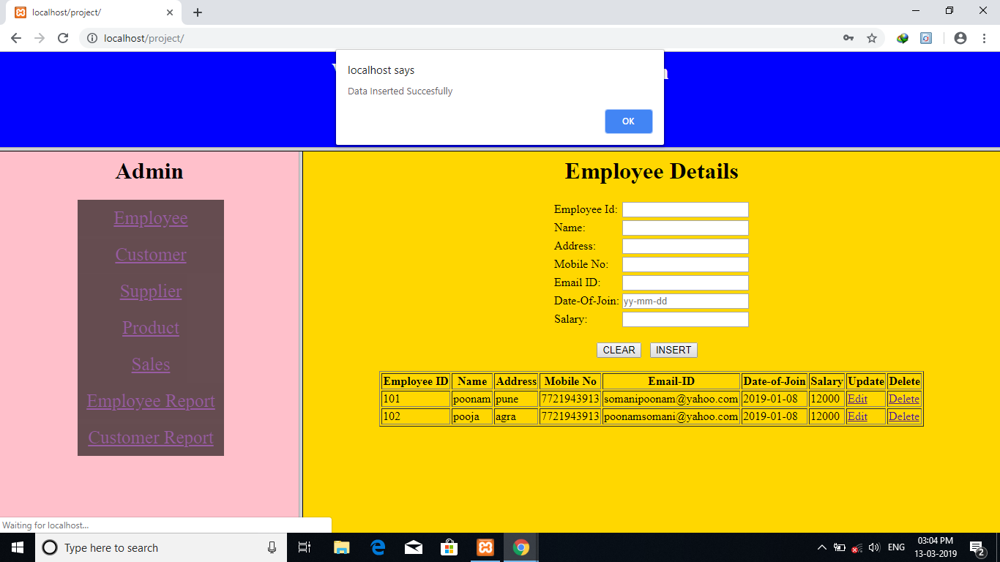 localhost/project/
localhost/project/
localhost says
Data Inserted Succesfully
OK
Admin
Employee
Customer
Supplier
Product
Sales
Employee Report
Customer Report
Employee Details
Employee Id:
Name:
Address:
Mobile No:
Email ID:
Date-Of-Join: yy-mm-dd
Salary:
CLEAR INSERT
Employee ID Name Address Mobile No Email-ID Date-of-Join Salary Update Delete
101 poonam pune 7721943913 somanipoonam@yahoo.com 2019-01-08 12000 Edit Delete
102 pooja agra 7721943913 poonamsomani@yahoo.com 2019-01-08 12000 Edit Delete
Waiting for localhost...
Type here to search
ENG
03:04 PM
13-03-2019
2